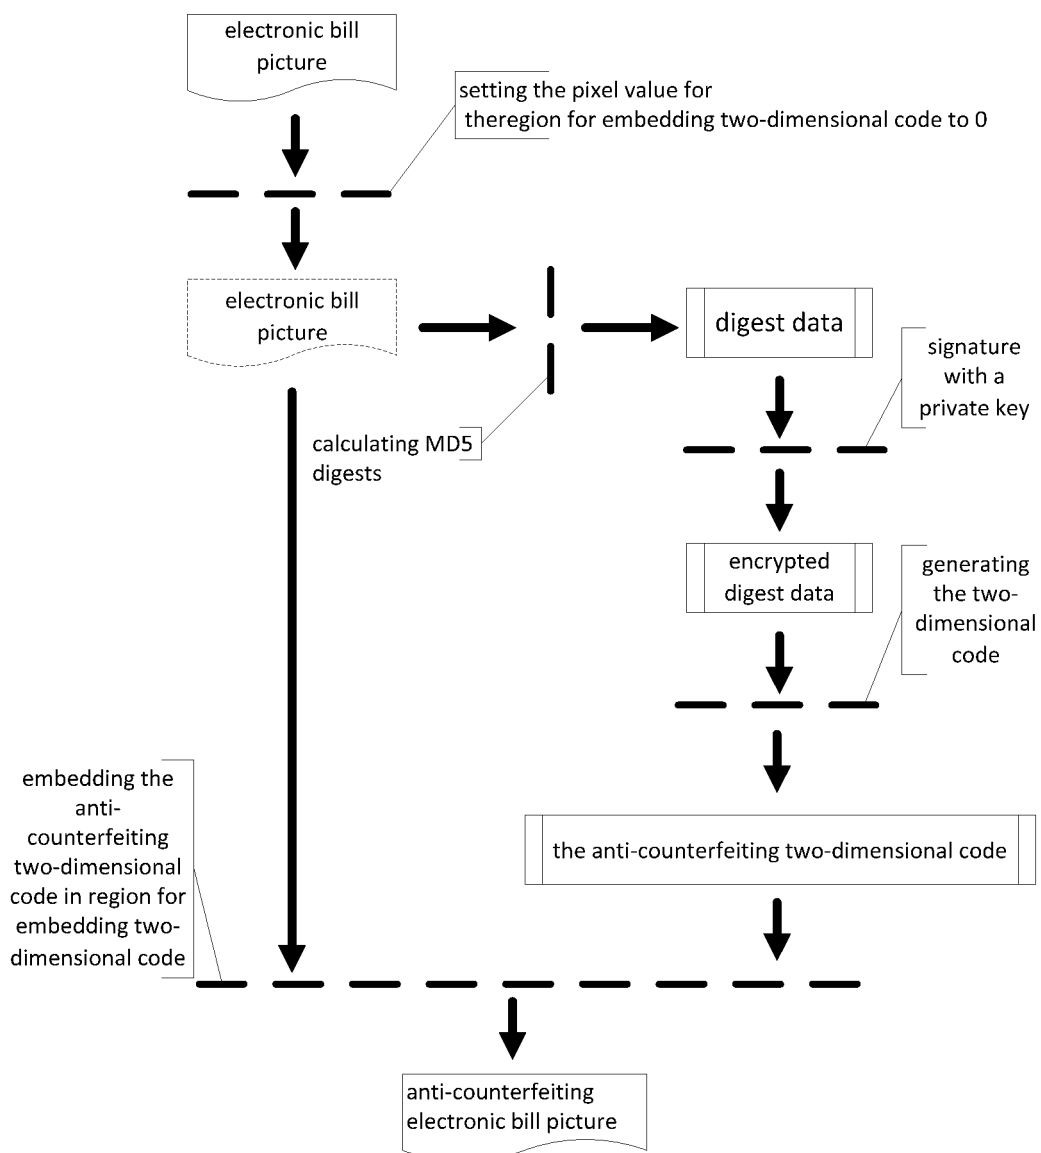 electronic bill
picture
setting the pixel value for
theregion for embedding two-dimensional code to 0
electronic bill
picture
digest data
signature
with a
private key
calculating MD5
digests
encrypted
digest data
generating
the two-
dimensional
code
embedding the
anti-
counterfeiting
two-dimensional
code in region for
embedding two-
dimensional code
the anti-counterfeiting two-dimensional code
anti-counterfeiting
electronic bill picture